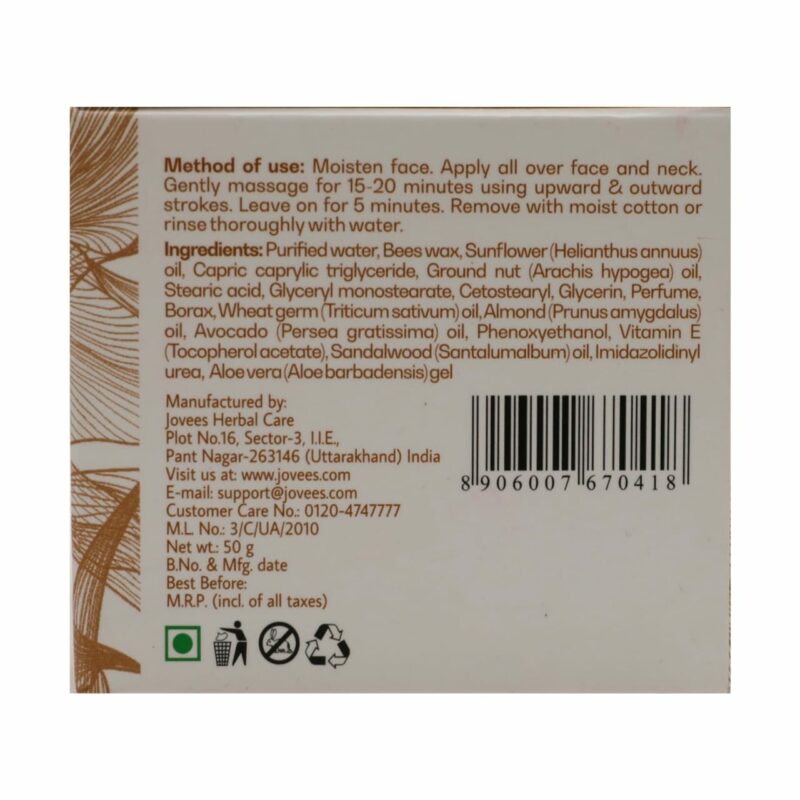 Method of use: Moisten face. Apply all over face and neck.
Gently massage for 15-20 minutes using upward & outward
strokes. Leave on for 5 minutes. Remove with moist cotton or
rinse thoroughly with water.
Ingredients: Purified water, Bees wax, Sunflower (Helianthus annuus)
oil, Capric caprylic triglyceride, Ground nut (Arachis hypogea) oil,
Stearic acid, Glyceryl monostearate, Cetostearyl, Glycerin, Perfume,
Borax, Wheat germ (Triticum sativum) oil, Almond (Prunus amygdalus)
oil, Avocado (Persea gratissima) oil, Phenoxyethanol, Vitamin E
(Tocopherol acetate), Sandalwood (Santalumalbum) oil, Imidazolidinyl
urea, Aloe vera (Aloe barbadensis) gel
Manufactured by:
Jovees Herbal Care
Plot No.16, Sector-3, I.I.E.,
Pant Nagar-263146 (Uttarakhand) India
Visit us at: www.jovees.com
E-mail: support@jovees.com
Customer Care No.: 0120-4747777
M.L. No.: 3/C/UA/2010
Net wt.: 50 g
B.No. & Mfg. date
Best Before:
M.R.P. (incl. of all taxes)
8 906007 670418